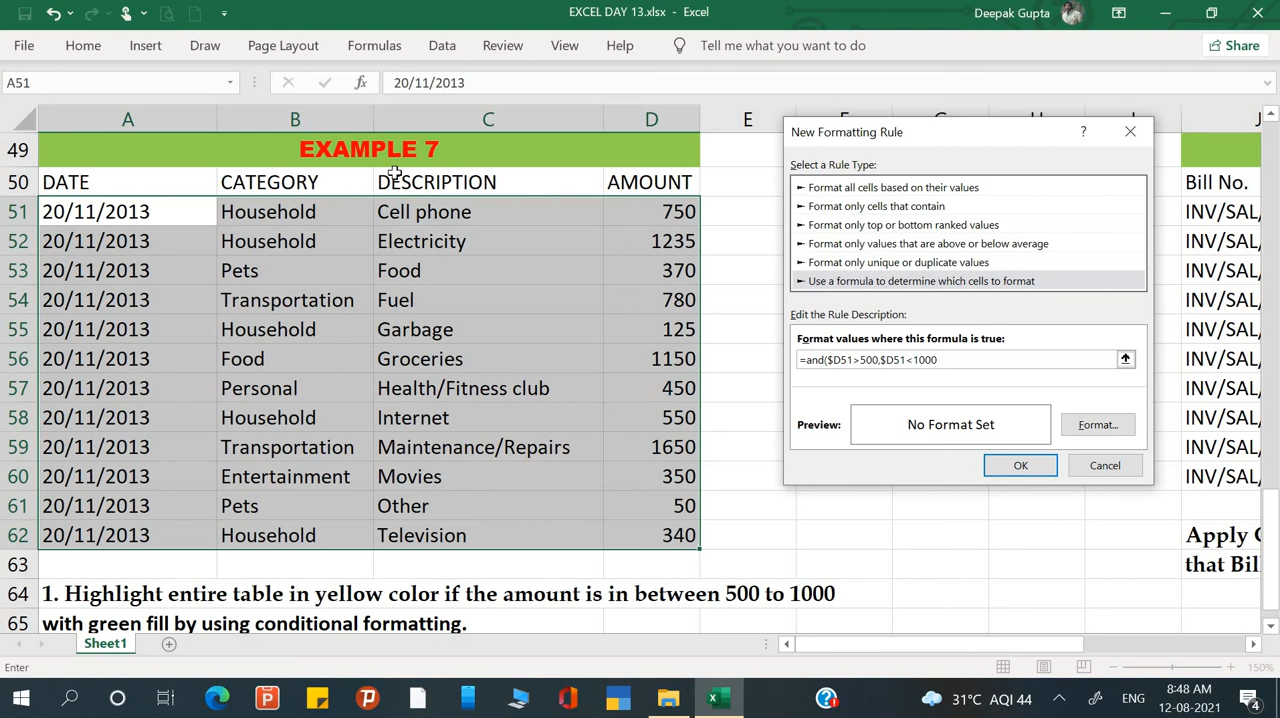 EXCEL DAY 13.xlsx - Excel
Deepak Gupta
File Home Insert Draw Page Layout Formulas Data Review View Help Tell me what you want to do Share
A51 fx 20/11/2013
A B C D E F G H I J
49 EXAMPLE 7
50 DATE CATEGORY DESCRIPTION AMOUNT Bill No.
51 20/11/2013 Household Cell phone 750 INV/SAL/
52 20/11/2013 Household Electricity 1235 INV/SAL/
53 20/11/2013 Pets Food 370 INV/SAL/
54 20/11/2013 Transportation Fuel 780 INV/SAL/
55 20/11/2013 Household Garbage 125 INV/SAL/
56 20/11/2013 Food Groceries 1150 INV/SAL/
57 20/11/2013 Personal Health/Fitness club 450 INV/SAL/
58 20/11/2013 Household Internet 550 INV/SAL/
59 20/11/2013 Transportation Maintenance/Repairs 1650 INV/SAL/
60 20/11/2013 Entertainment Movies 350 INV/SAL/
61 20/11/2013 Pets Other 50
62 20/11/2013 Household Television 340 Apply
63 that Bil
64 1. Highlight entire table in yellow color if the amount is in between 500 to 1000
65 with green fill by using conditional formatting.
New Formatting Rule ?
Select a Rule Type:
► Format all cells based on their values
► Format only cells that contain
► Format only top or bottom ranked values
► Format only values that are above or below average
► Format only unique or duplicate values
► Use a formula to determine which cells to format
Edit the Rule Description:
Format values where this formula is true:
=and($D51>500,$D51<1000
Preview: No Format Set Format...
OK Cancel
Sheet1
Enter 150%
31°C AQI 44 ENG 8:48 AM
12-08-2021 4